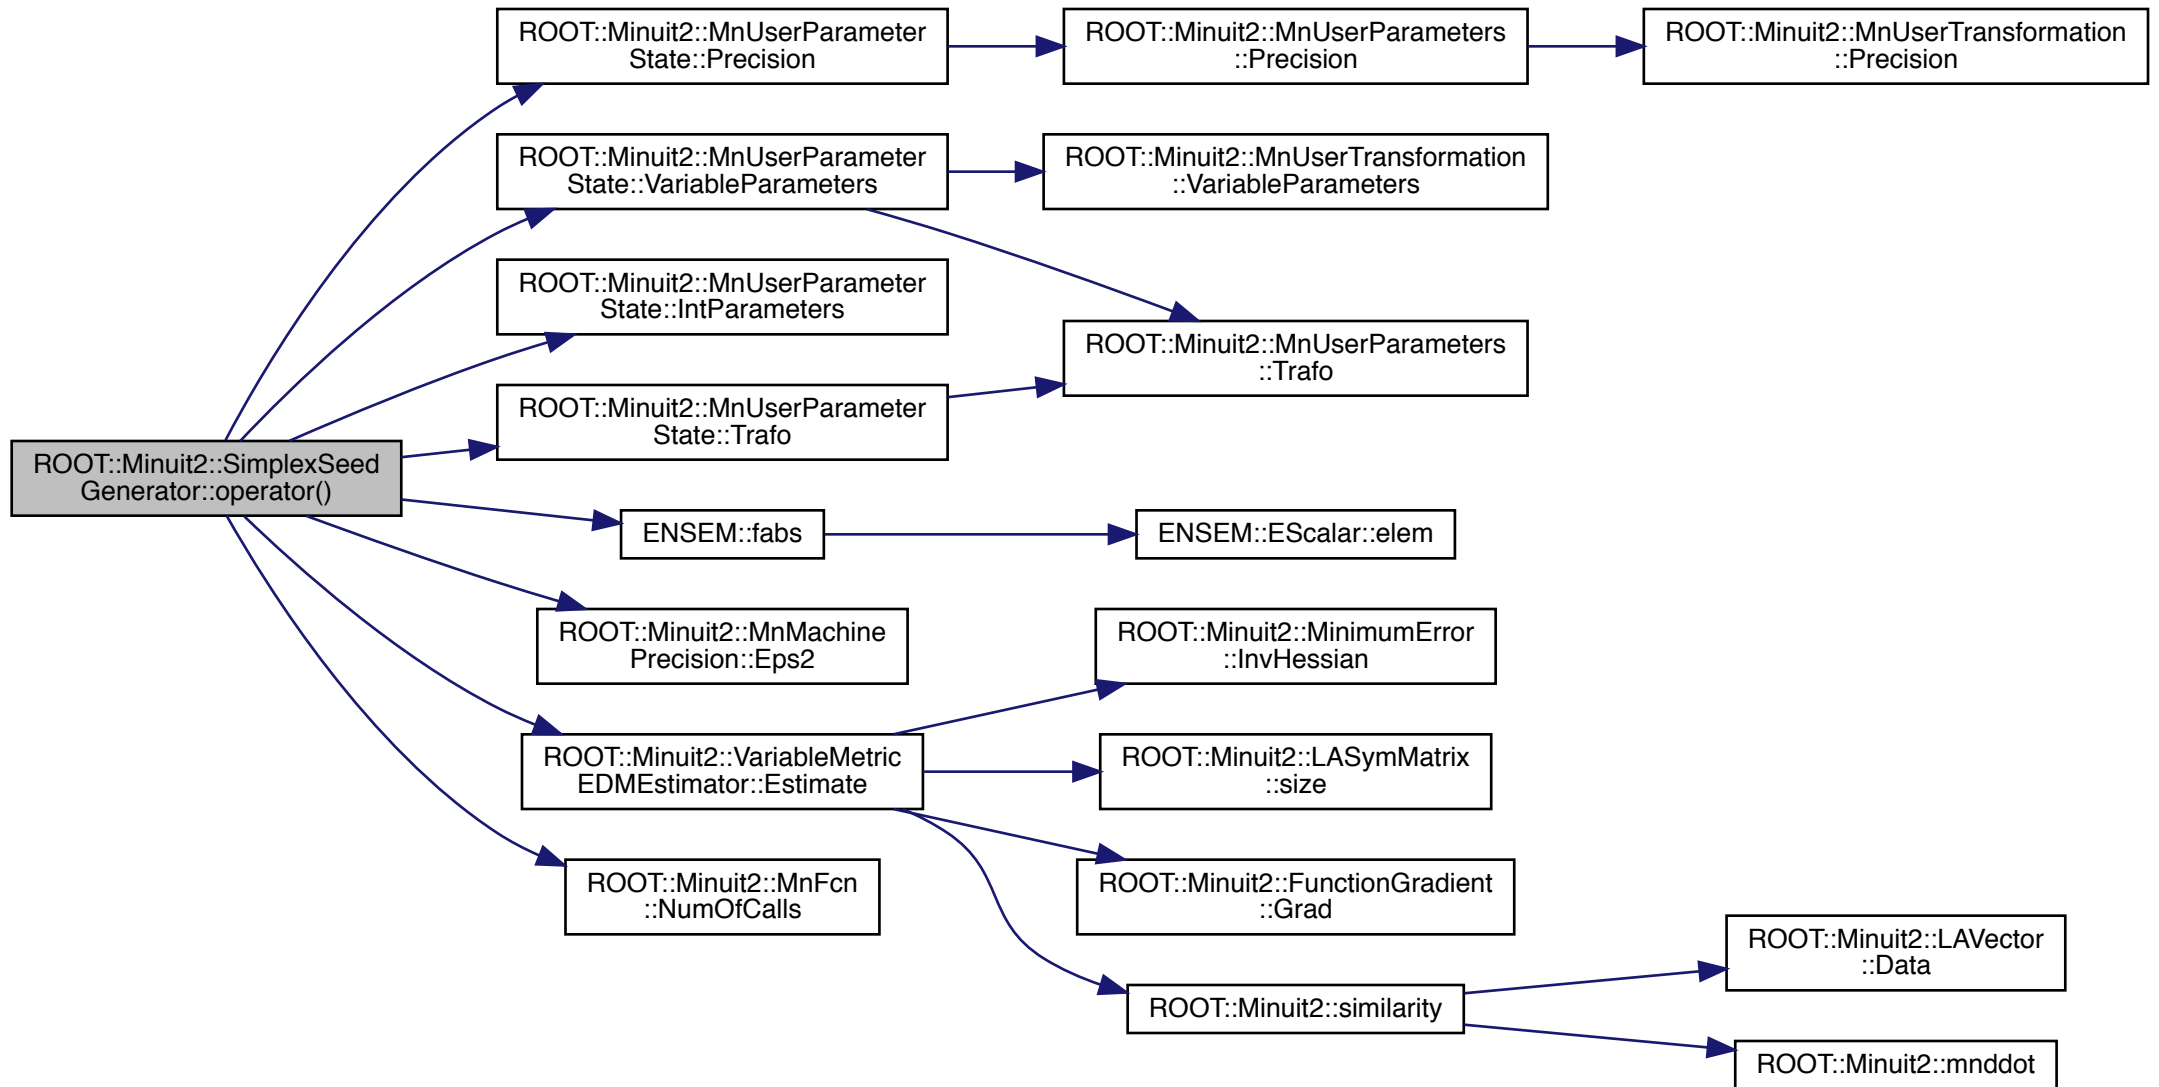 ROOT::Minuit2::MnUserParameter
State::Precision
ROOT::Minuit2::MnUserParameters
::Precision
ROOT::Minuit2::MnUserTransformation
::Precision
ROOT::Minuit2::MnUserParameter
State::VariableParameters
ROOT::Minuit2::MnUserTransformation
::VariableParameters
ROOT::Minuit2::MnUserParameter
State::IntParameters
ROOT::Minuit2::MnUserParameters
::Trafo
ROOT::Minuit2::MnUserParameter
State::Trafo
ROOT::Minuit2::SimplexSeed
Generator::operator()
ENSEM::fabs
ENSEM::EScalar::elem
ROOT::Minuit2::MnMachine
Precision::Eps2
ROOT::Minuit2::MinimumError
::InvHessian
ROOT::Minuit2::VariableMetric
EDMEstimator::Estimate
ROOT::Minuit2::LASymMatrix
::size
ROOT::Minuit2::MnFcn
::NumOfCalls
ROOT::Minuit2::FunctionGradient
::Grad
ROOT::Minuit2::LAVector
::Data
ROOT::Minuit2::similarity
ROOT::Minuit2::mnddot